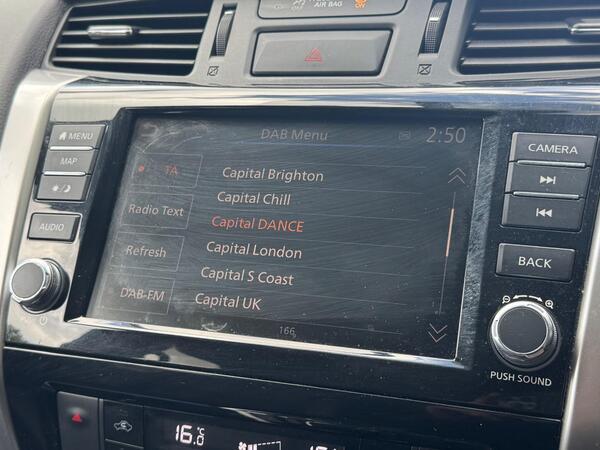 AIR BAG
ON
DAB Menu
2:50
MENU
MAP
AUDIO
TA
Radio Text
Refresh
DAB-FM
Capital Brighton
Capital Chill
Capital DANCE
Capital London
Capital S Coast
Capital UK
166
CAMERA
BACK
PUSH SOUND
16.0
°C